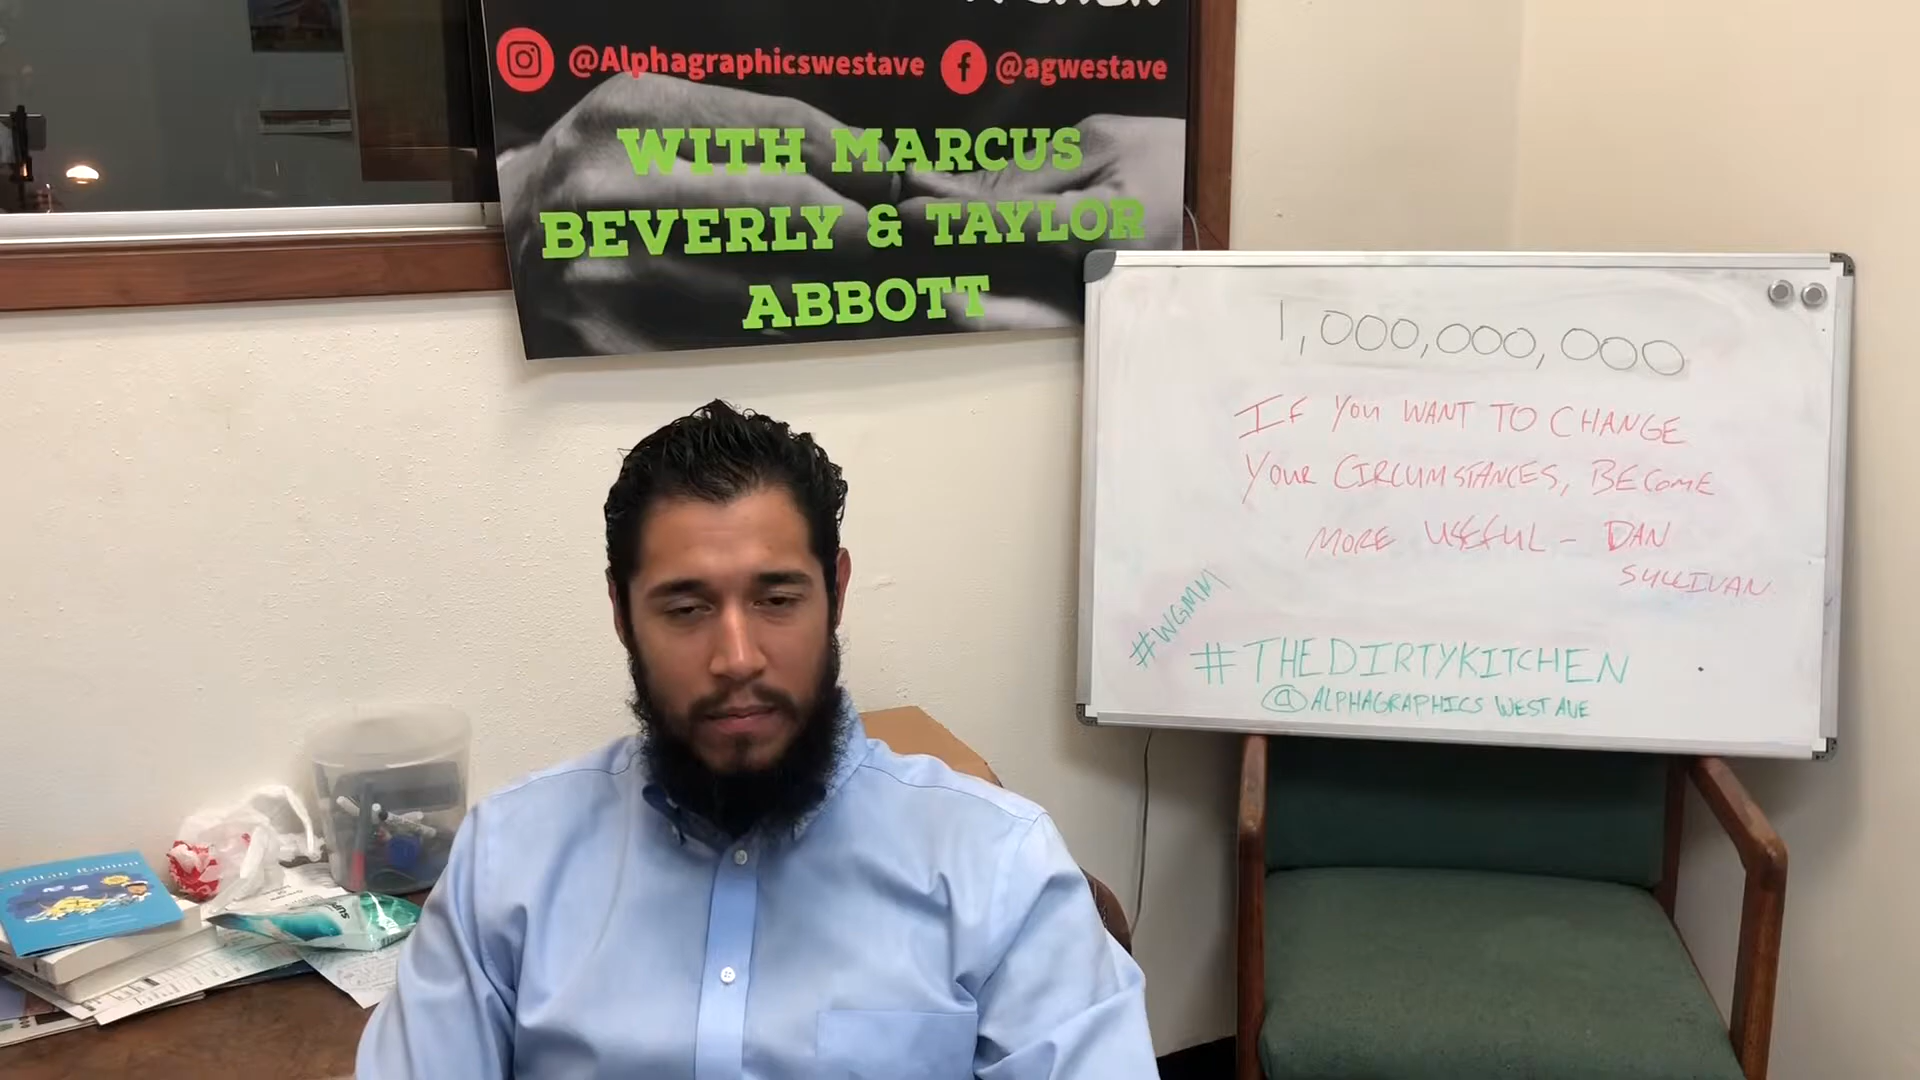 @Alphagraphicswestave @agwestave
WITH MARCUS
BEVERLY & TAYLOR
ABBOTT
1,000,000,000
IF YOU WANT TO CHANGE
YOUR CIRCUMSTANCES, BECOME
MORE USEFUL - DAN
SULLIVAN
#WGMM
#THEDIRTYKITCHEN
@ALPHAGRAPHICS WEST AVE